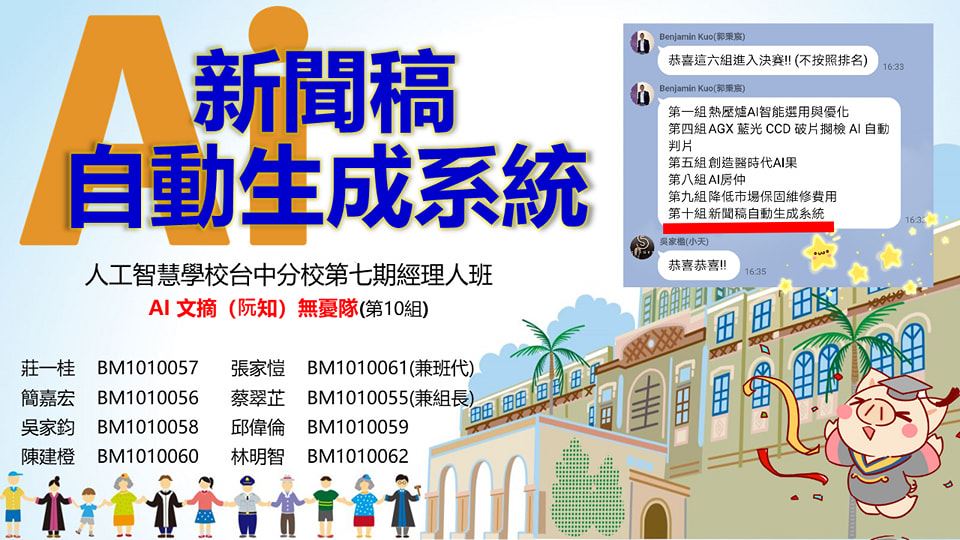 Ai
新聞稿
自動生成系統
人工智慧學校台中分校第七期經理人班
AI 文摘（阮知）無憂隊(第10組)
莊一桂 BM1010057 張家愷 BM1010061(兼班代)
簡嘉宏 BM1010056 蔡翠芷 BM1010055(兼組長)
吳家鈞 BM1010058 邱偉倫 BM1010059
陳建橙 BM1010060 林明智 BM1010062
Benjamin Kuo(郭秉宸)
恭喜這六組進入決賽!! (不按照排名)
16:33
Benjamin Kuo(郭秉宸)
第一組 熱壓爐AI智能選用與優化
第四組 AGX 藍光 CCD 破片搁檢 AI 自動
判片
第五組 創造醫時代AI果
第八組 AI房仲
第九組 降低市場保固維修費用
第十組 新聞稿自動生成系統
吳家楹(小天)
恭喜恭喜!!
16:35